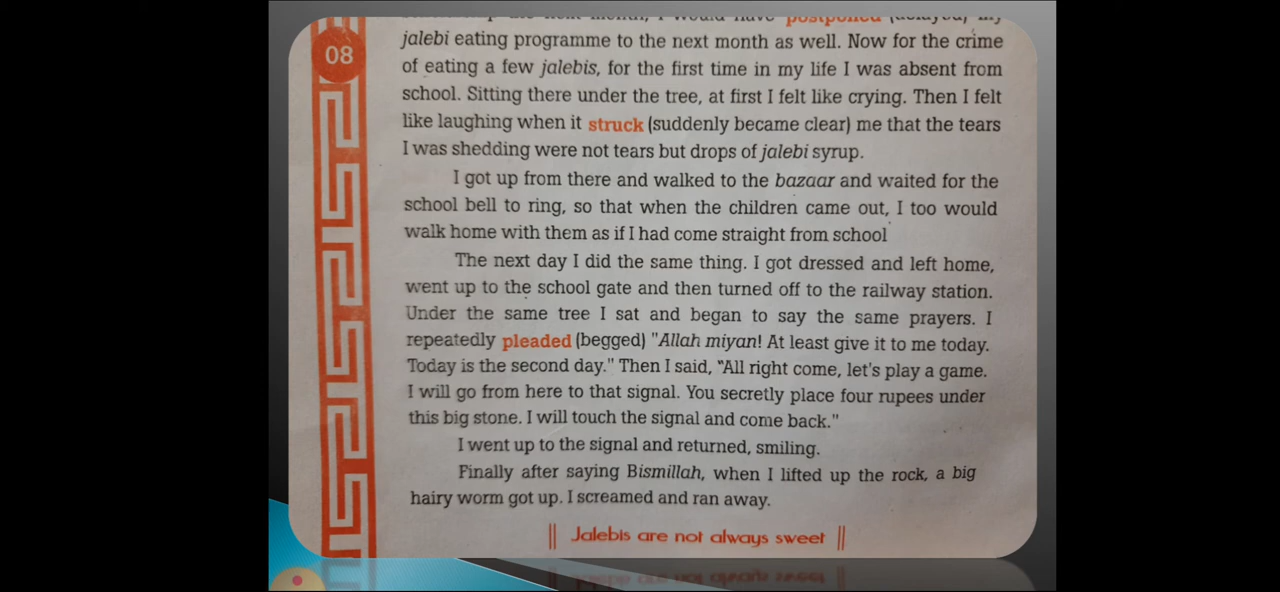 postponed
08
jalebi eating programme to the next month as well. Now for the crime
of eating a few jalebis, for the first time in my life I was absent from
school. Sitting there under the tree, at first I felt like crying. Then I felt
like laughing when it struck (suddenly became clear) me that the tears
I was shedding were not tears but drops of jalebi syrup.
I got up from there and walked to the bazaar and waited for the
school bell to ring, so that when the children came out, I too would
walk home with them as if I had come straight from school
The next day I did the same thing. I got dressed and left home,
went up to the school gate and then turned off to the railway station.
Under the same tree I sat and began to say the same prayers. I
repeatedly pleaded (begged) "Allah miyan! At least give it to me today.
Today is the second day." Then I said, "All right come, let's play a game.
I will go from here to that signal. You secretly place four rupees under
this big stone. I will touch the signal and come back."
I went up to the signal and returned, smiling.
Finally after saying Bismillah, when I lifted up the rock, a big
hairy worm got up. I screamed and ran away.
Jalebis are not always sweet